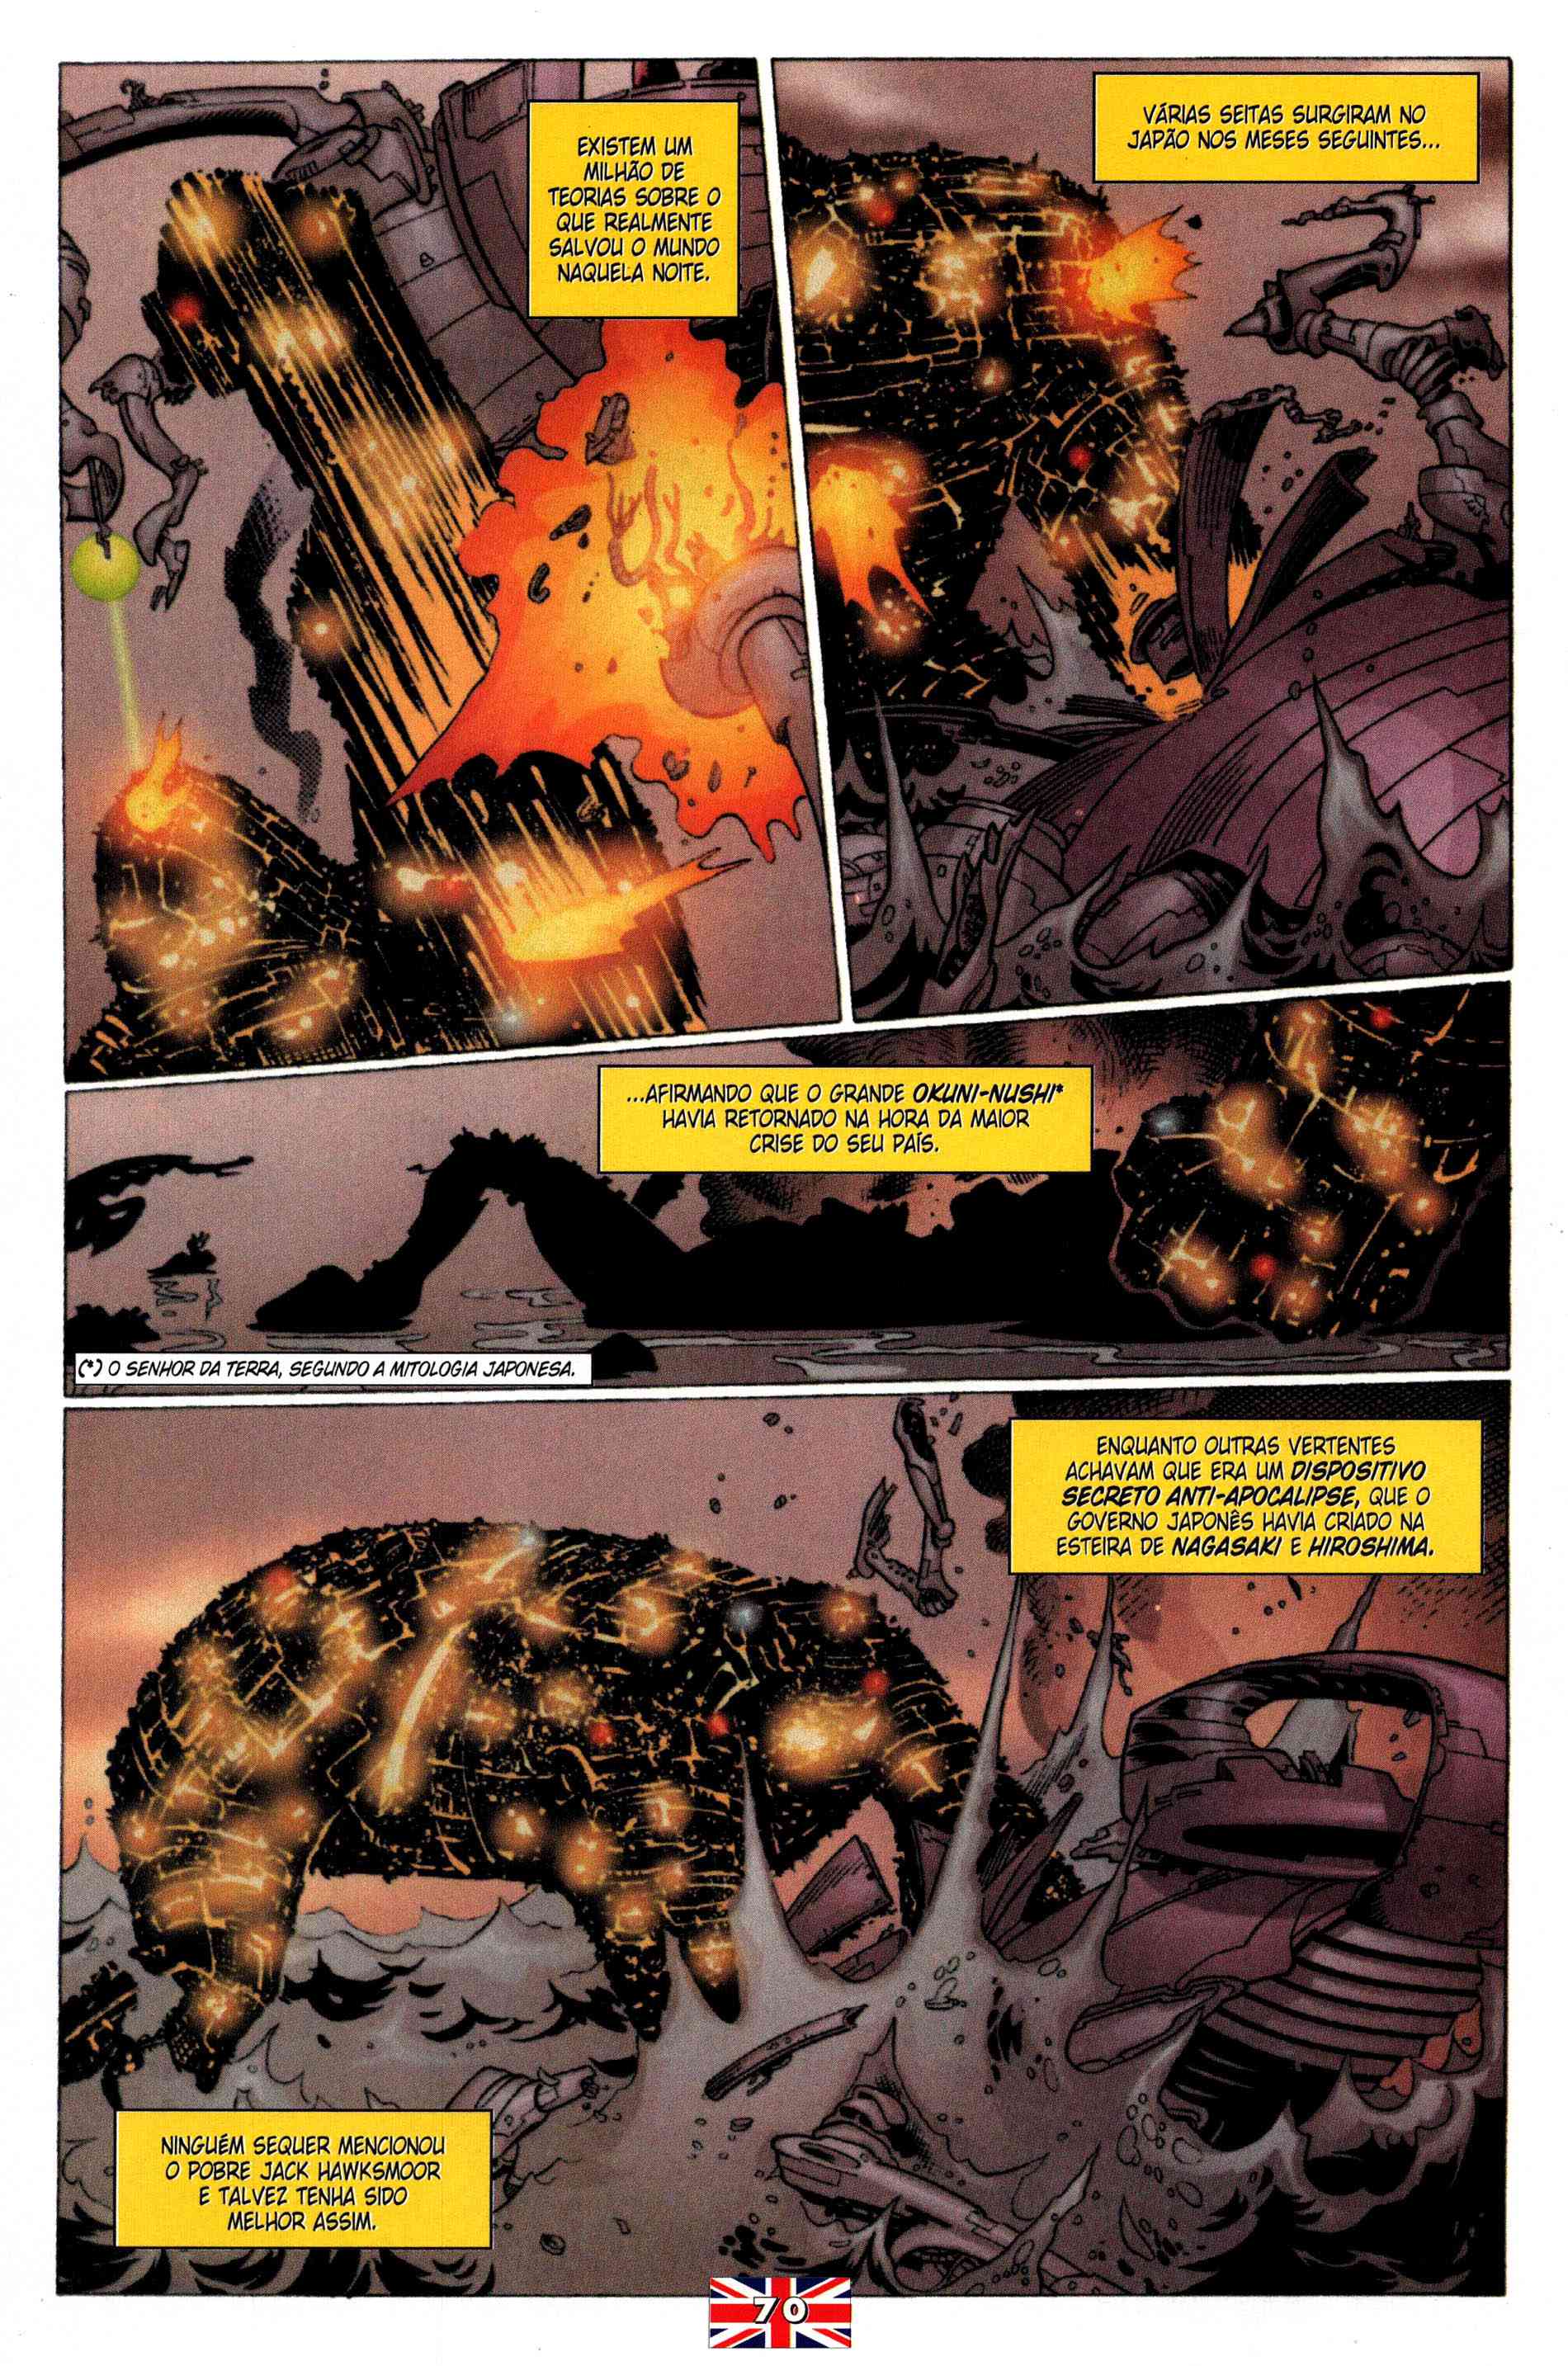 EXISTEM UM
MILHÃO DE
TEORIAS SOBRE O
QUE REALMENTE
SALVOU O MUNDO
NAQUELA NOITE.
VÁRIAS SEITAS SURGIRAM NO
JAPÃO NOS MESES SEGUINTES...
...AFIRMANDO QUE O GRANDE OKUNI-NUSHI*
HAVIA RETORNADO NA HORA DA MAIOR
CRISE DO SEU PAÍS.
(*) O SENHOR DA TERRA, SEGUNDO A MITOLOGIA JAPONESA.
ENQUANTO OUTRAS VERTENTES
ACHAVAM QUE ERA UM DISPOSITIVO
SECRETO ANTI-APOCALIPSE, QUE O
GOVERNO JAPONÊS HAVIA CRIADO NA
ESTEIRA DE NAGASAKI E HIROSHIMA.
NINGUÉM SEQUER MENCIONOU
O POBRE JACK HAWKSMOOR
E TALVEZ TENHA SIDO
MELHOR ASSIM.
70